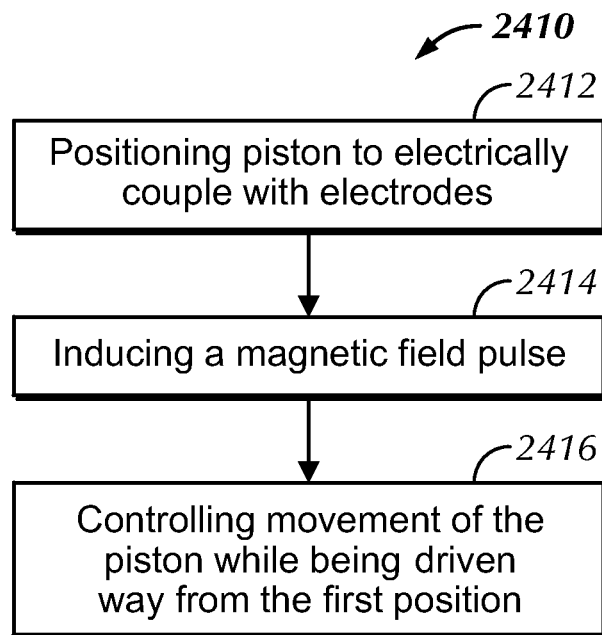 2410
2412
Positioning piston to electrically
couple with electrodes
2414
Inducing a magnetic field pulse
2416
Controlling movement of the
piston while being driven
way from the first position